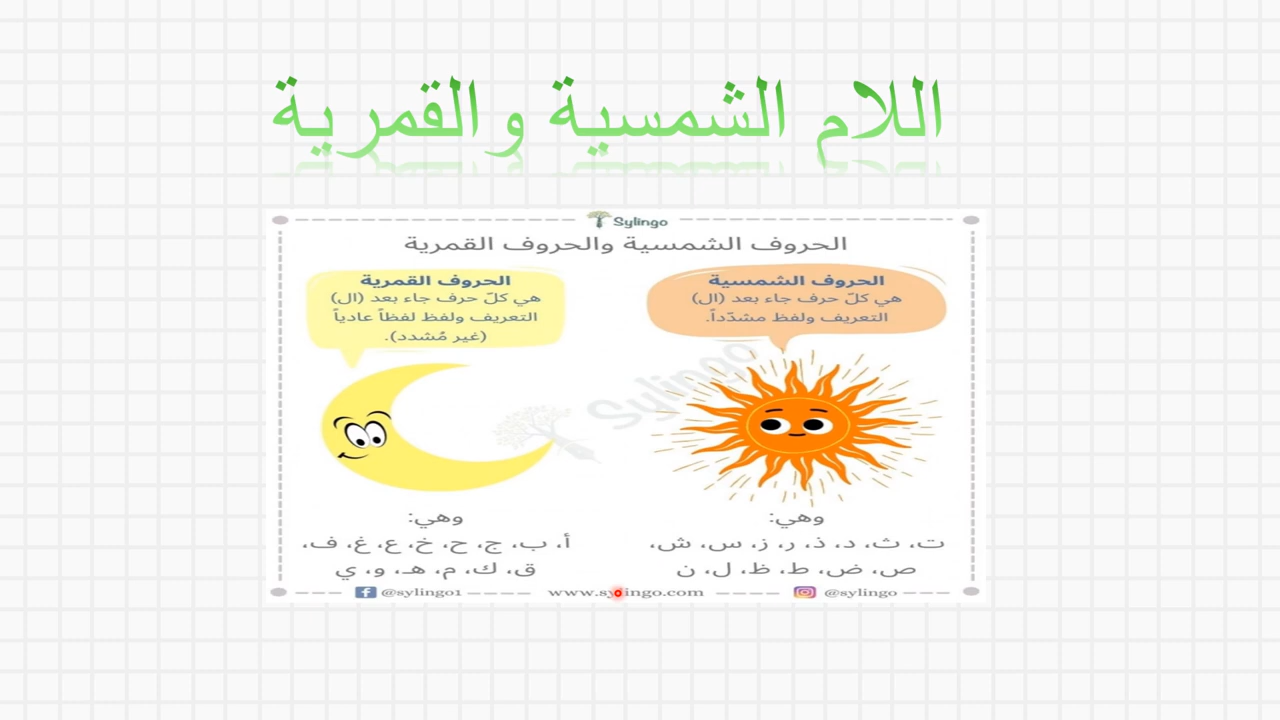 اللام الشمسية والقمرية
Sylingo
الحروف الشمسية والحروف القمرية
الحروف الشمسية
هي كلّ حرف جاء بعد (ال)
التعريف ولفظ مشدّداً.
الحروف القمرية
هي كلّ حرف جاء بعد (ال)
التعريف ولفظ لفظاً عادياً
(غير مُشدد).
Sylingo
وهي:
ت، ث، د، ذ، ر، ز، س، ش،
ص، ض، ط، ظ، ل، ن
وهي:
أ، ب، ج، ح، خ، ع، غ، ف،
ق، ك، م، هـ، و، ي
@sylingo1
www.sylingo.com
@sylingo